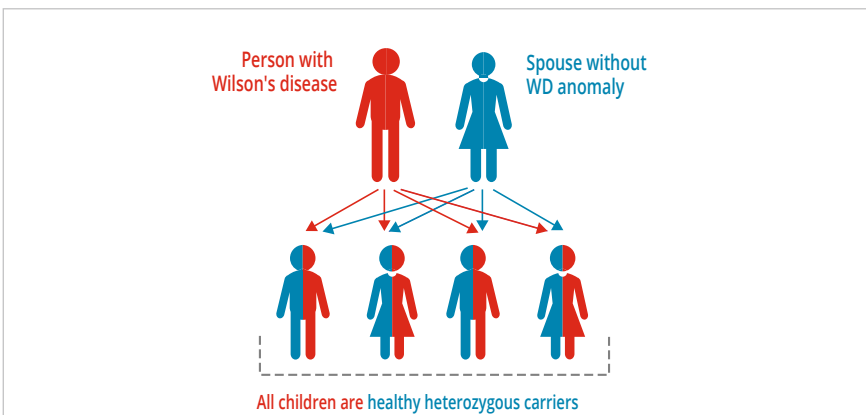 Person with
Wilson's disease
Spouse without
WD anomaly
All children are healthy heterozygous carriers